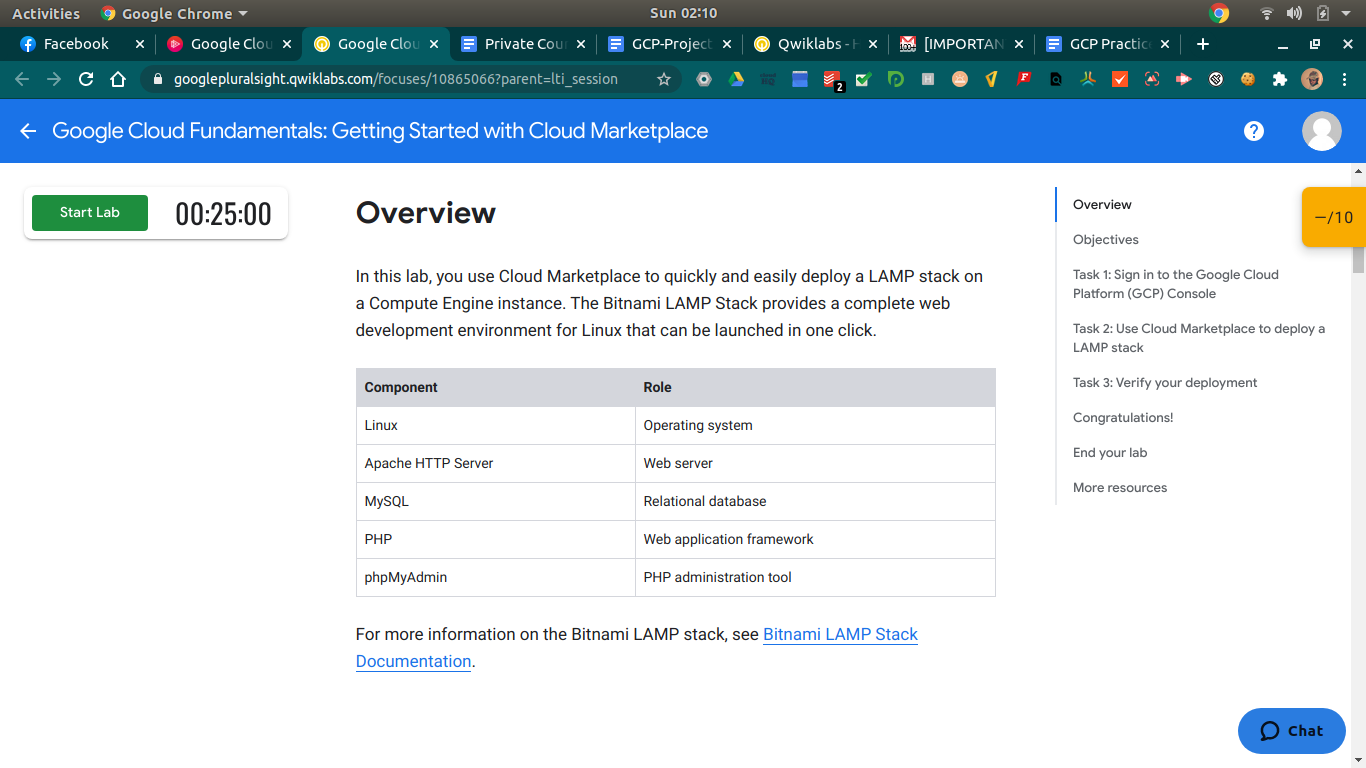 Activities Google Chrome Sun 02:10
Facebook Google Clou Google Clou Private Cour GCP-Project Qwiklabs - H [IMPORTAN GCP Practice
googlepluralsight.qwiklabs.com/focuses/10865066?parent=lti_session 2
Google Cloud Fundamentals: Getting Started with Cloud Marketplace
Start Lab 00:25:00
Overview
In this lab, you use Cloud Marketplace to quickly and easily deploy a LAMP stack on
a Compute Engine instance. The Bitnami LAMP Stack provides a complete web
development environment for Linux that can be launched in one click.
Component Role
Linux Operating system
Apache HTTP Server Web server
MySQL Relational database
PHP Web application framework
phpMyAdmin PHP administration tool
For more information on the Bitnami LAMP stack, see Bitnami LAMP Stack
Documentation.
Overview
Objectives
Task 1: Sign in to the Google Cloud
Platform (GCP) Console
Task 2: Use Cloud Marketplace to deploy a
LAMP stack
Task 3: Verify your deployment
Congratulations!
End your lab
More resources
—/10
Chat